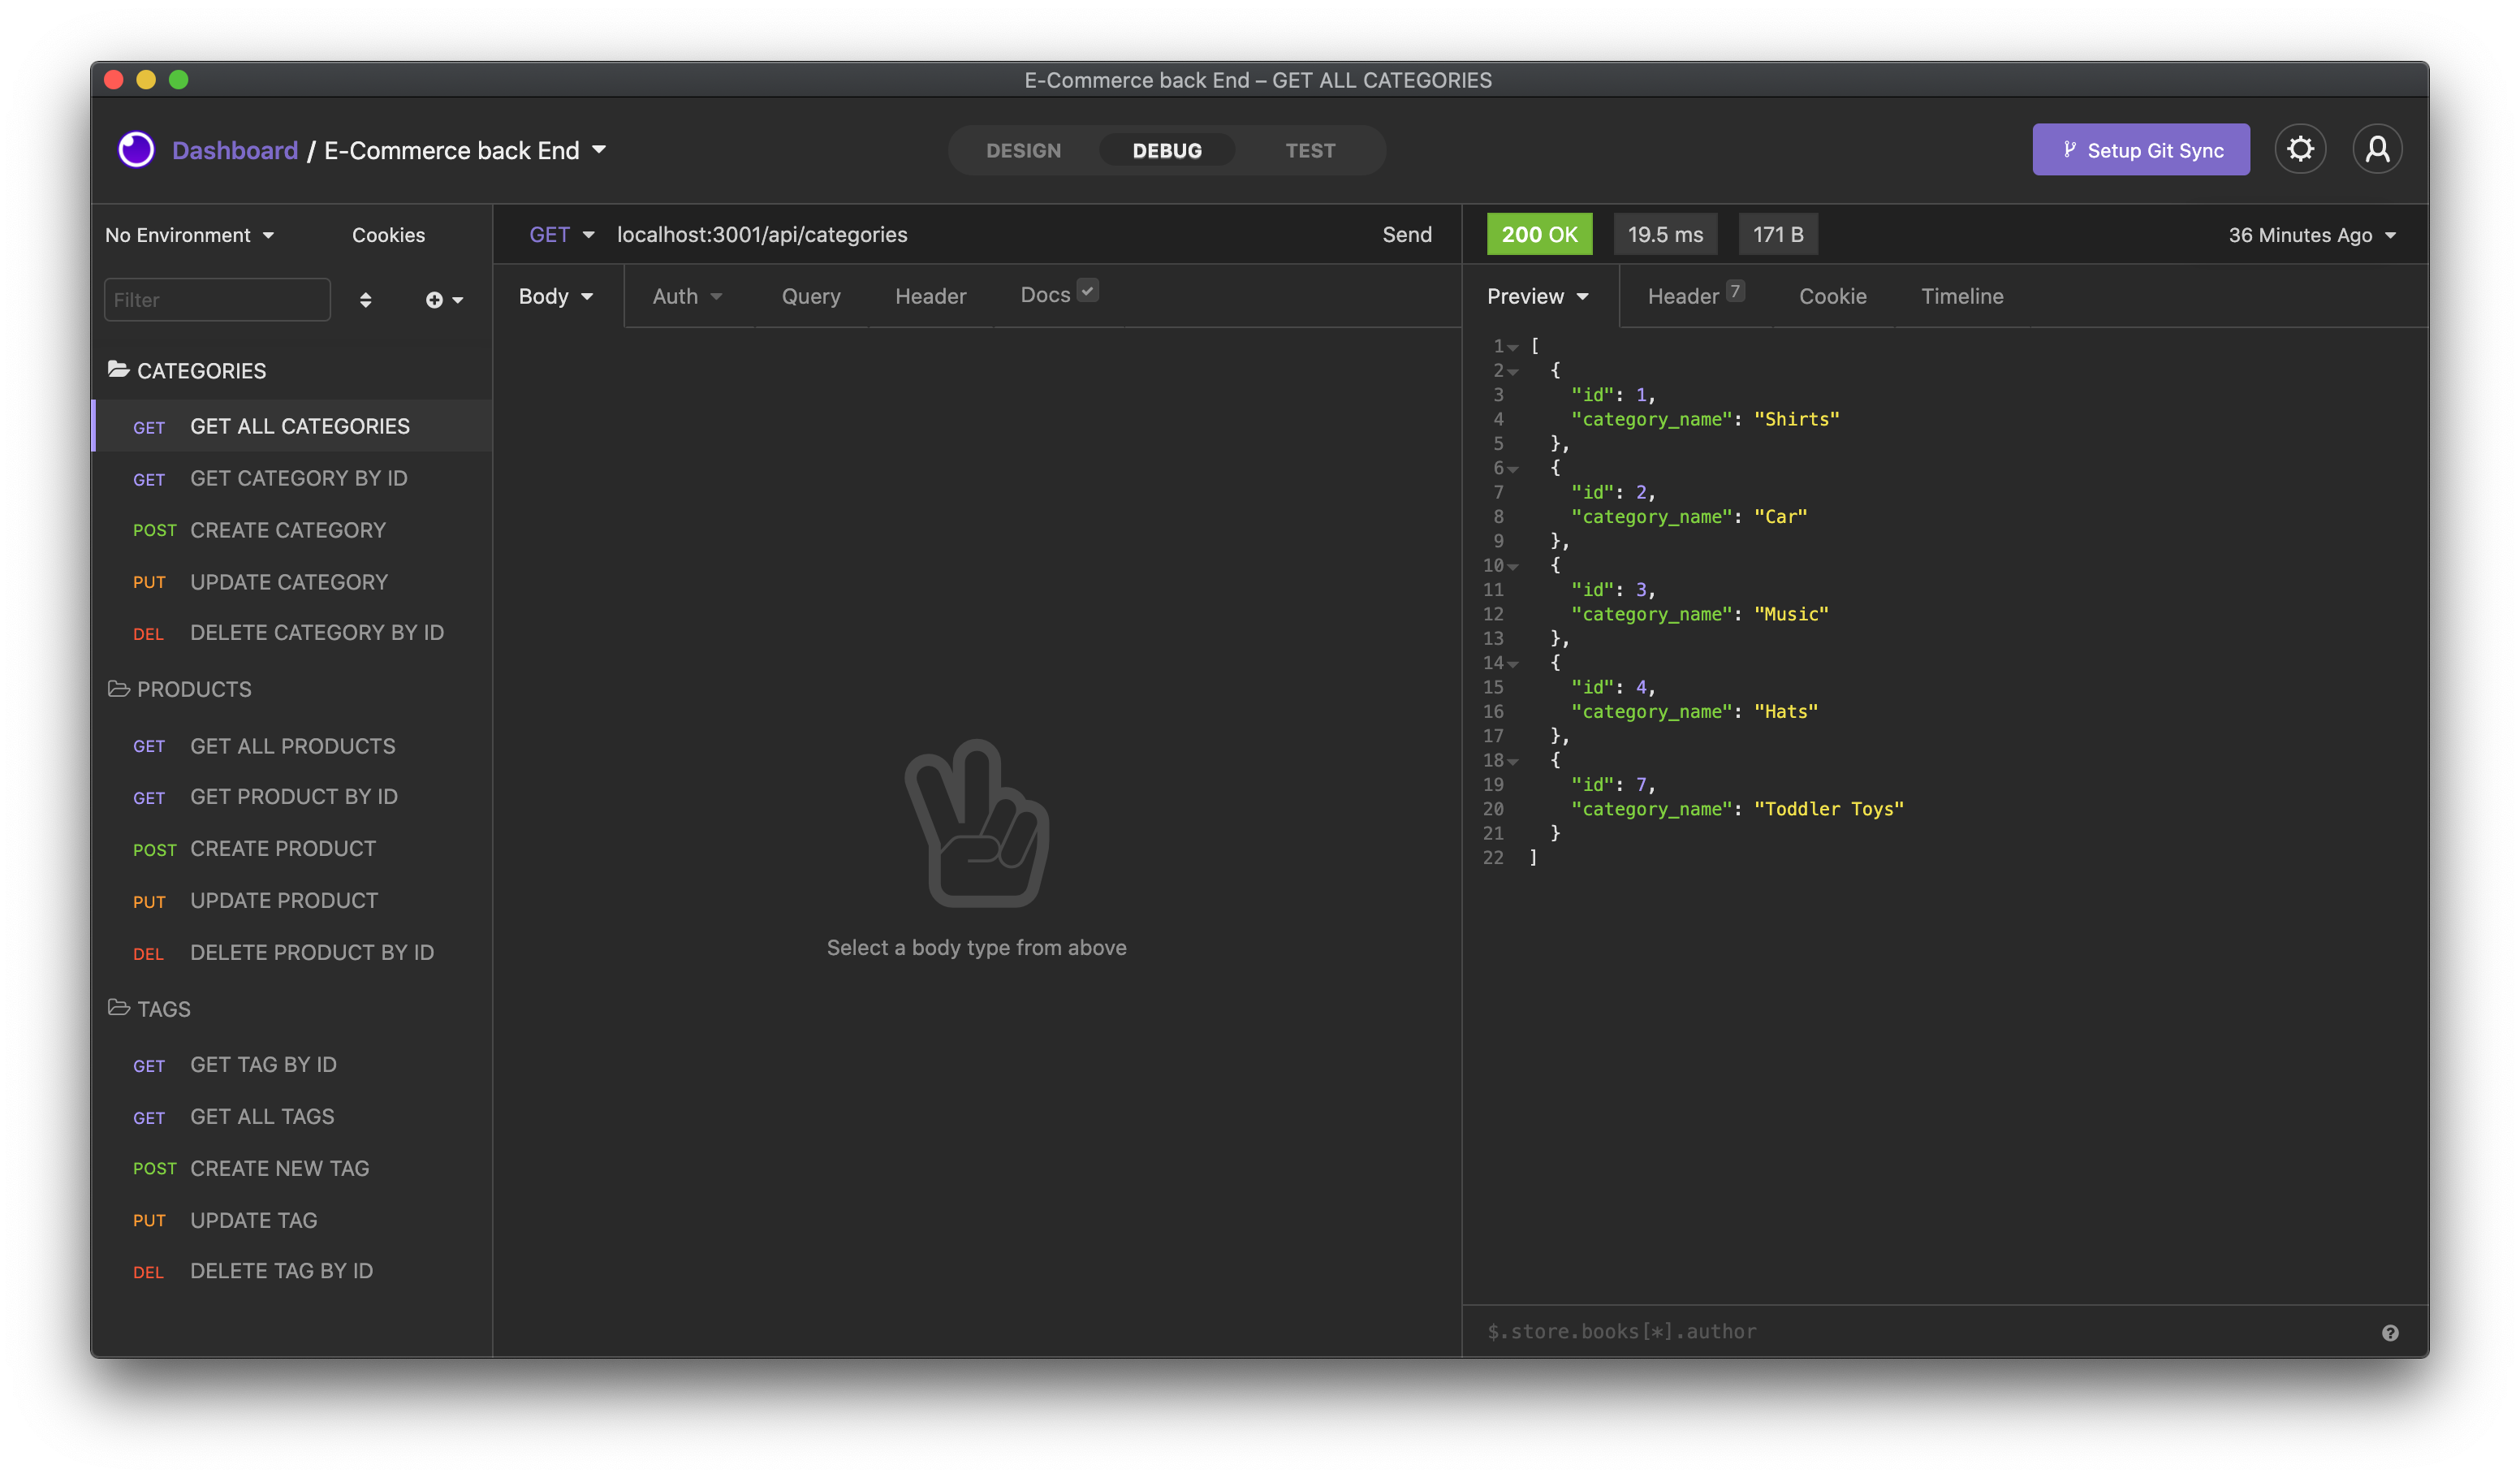 E-Commerce back End – GET ALL CATEGORIES
Dashboard / E-Commerce back End
DESIGN DEBUG TEST
Setup Git Sync
No Environment Cookies
Filter
CATEGORIES
GET GET ALL CATEGORIES
GET GET CATEGORY BY ID
POST CREATE CATEGORY
PUT UPDATE CATEGORY
DEL DELETE CATEGORY BY ID
PRODUCTS
GET GET ALL PRODUCTS
GET GET PRODUCT BY ID
POST CREATE PRODUCT
PUT UPDATE PRODUCT
DEL DELETE PRODUCT BY ID
TAGS
GET GET TAG BY ID
GET GET ALL TAGS
POST CREATE NEW TAG
PUT UPDATE TAG
DEL DELETE TAG BY ID
GET localhost:3001/api/categories Send
Body Auth Query Header Docs
Select a body type from above
200 OK 19.5 ms 171 B 36 Minutes Ago
Preview Header 7 Cookie Timeline
1 [
2 {
3 "id": 1,
4 "category_name": "Shirts"
5 },
6 {
7 "id": 2,
8 "category_name": "Car"
9 },
10 {
11 "id": 3,
12 "category_name": "Music"
13 },
14 {
15 "id": 4,
16 "category_name": "Hats"
17 },
18 {
19 "id": 7,
20 "category_name": "Toddler Toys"
21 }
22 ]
$.store.books[*].author ?